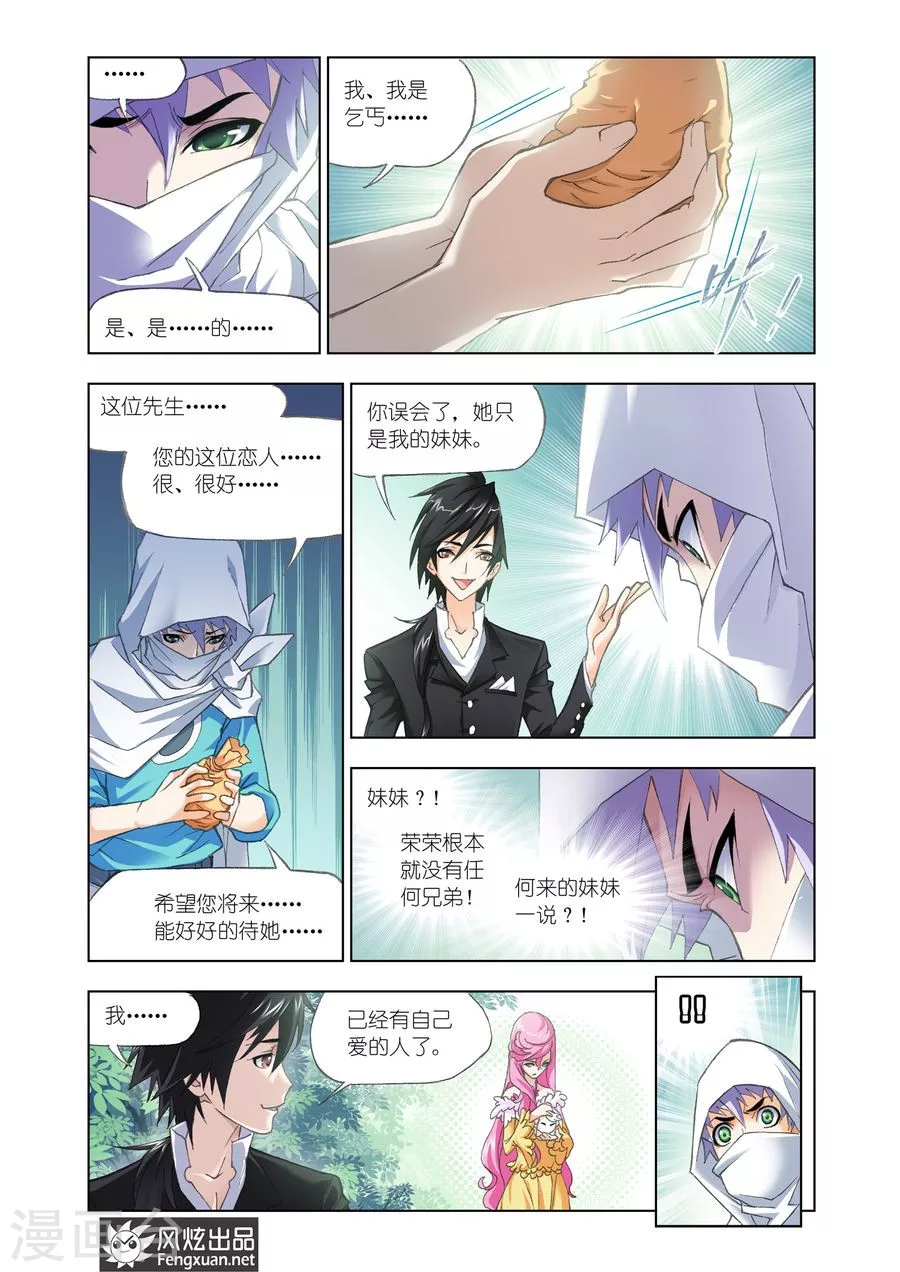 ……
是、是……的……
我、我是
乞丐……
这位先生……
您的这位恋人……
很、很好……
希望您将来……
能好好的待她……
你误会了，她只
是我的妹妹。
妹妹？！
荣荣根本
就没有任
何兄弟！
何来的妹妹
一说？！
我……
已经有自己
爱的人了。
!!
漫画台
风炫出品
Fengxuan.net